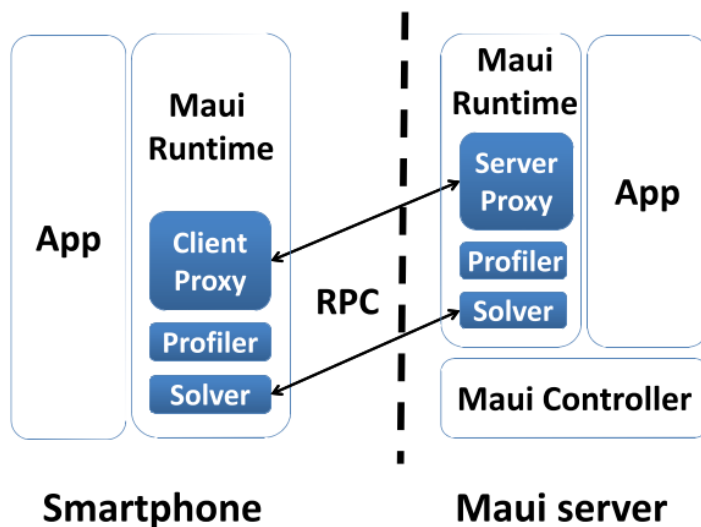 App
Maui
Runtime
Client
Proxy
Profiler
Solver
RPC
Maui
Runtime
Server
Proxy
Profiler
Solver
App
Maui Controller
Smartphone
Maui server